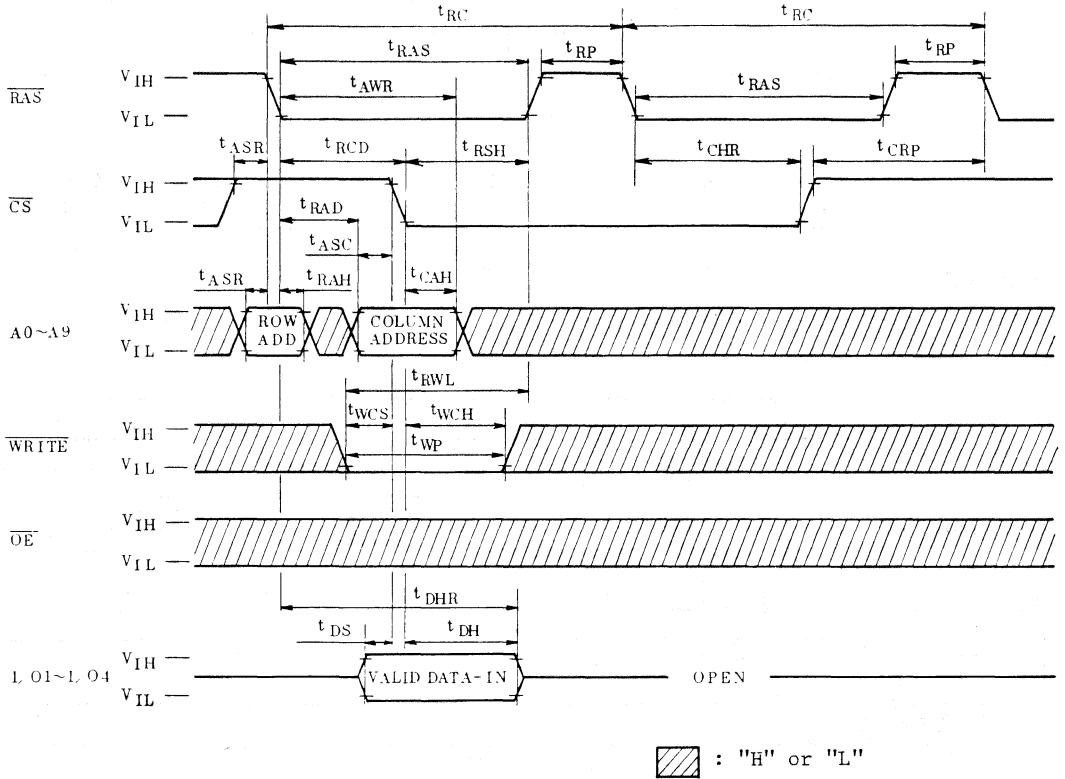 tRC tRC
tRAS tRP tRP
VIH tAWR tRAS
RAS
VIL
tASR tRCD tRSH tCHR tCRP
VIH
CS
VIL tRAD
tASC
tASR tRAH tCAH
VIH ROW COLUMN
A0~A9
VIL ADD ADDRESS
tRWL
tWCS tWCH
VIH
WRITE tWP
VIL
VIH
OE
VIL
tDHR
tDS tDH
VIH
I/O1~I/O4 VALID DATA-IN OPEN
VIL
: "H" or "L"